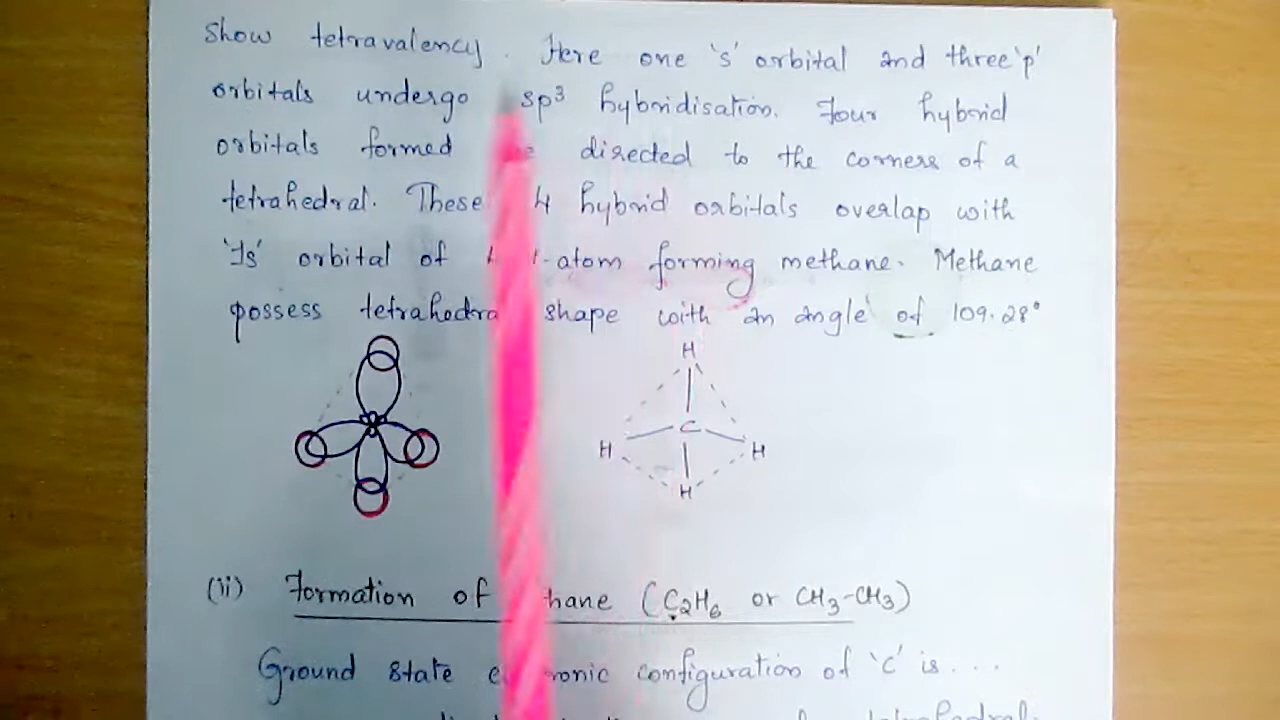 show tetravalency. Here one 's' orbital and three 'p'
orbitals undergo sp³ hybridisation. Four hybrid
orbitals formed directed to the corners of a
tetrahedral. These 4 hybrid orbitals overlap with
'1s' orbital of -atom forming methane. Methane
possess tetrahedra shape with an angle of 109.28°
H
C
H H
H
(ii) Formation of hane (C₂H₆ or CH₃-CH₃)
Ground state e ronic configuration of 'c' is...